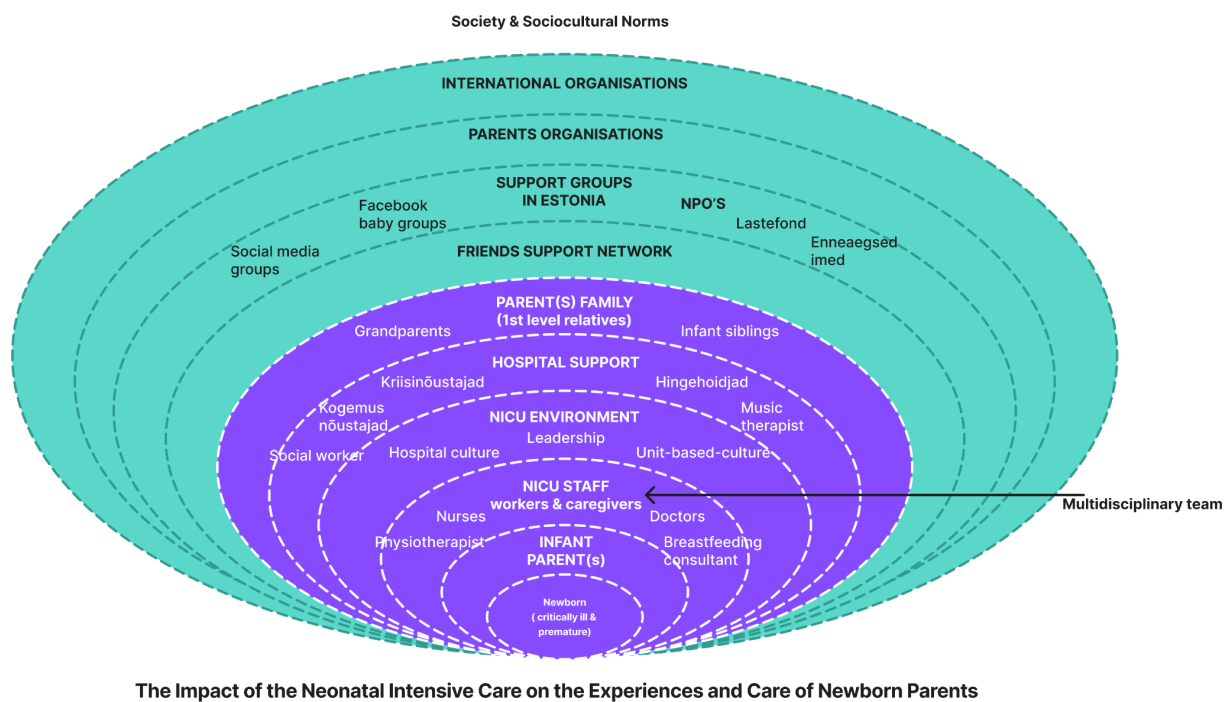 Society & Sociocultural Norms
INTERNATIONAL ORGANISATIONS
PARENTS ORGANISATIONS
SUPPORT GROUPS
IN ESTONIA
NPO'S
Facebook
baby groups
Lastefond
Social media
groups
Enneaegsed
imed
FRIENDS SUPPORT NETWORK
PARENT(S) FAMILY
(1st level relatives)
Grandparents
Infant siblings
HOSPITAL SUPPORT
Kriisinõustajad
Hingehoidjad
Kogemus
nõustajad
Music
therapist
NICU ENVIRONMENT
Leadership
Social worker
Hospital culture
Unit-based-culture
NICU STAFF
workers & caregivers
Multidisciplinary team
Nurses
Doctors
Physiotherapist
Breastfeeding
consultant
INFANT
PARENT(s)
Newborn
( critically ill &
premature)
The Impact of the Neonatal Intensive Care on the Experiences and Care of Newborn Parents